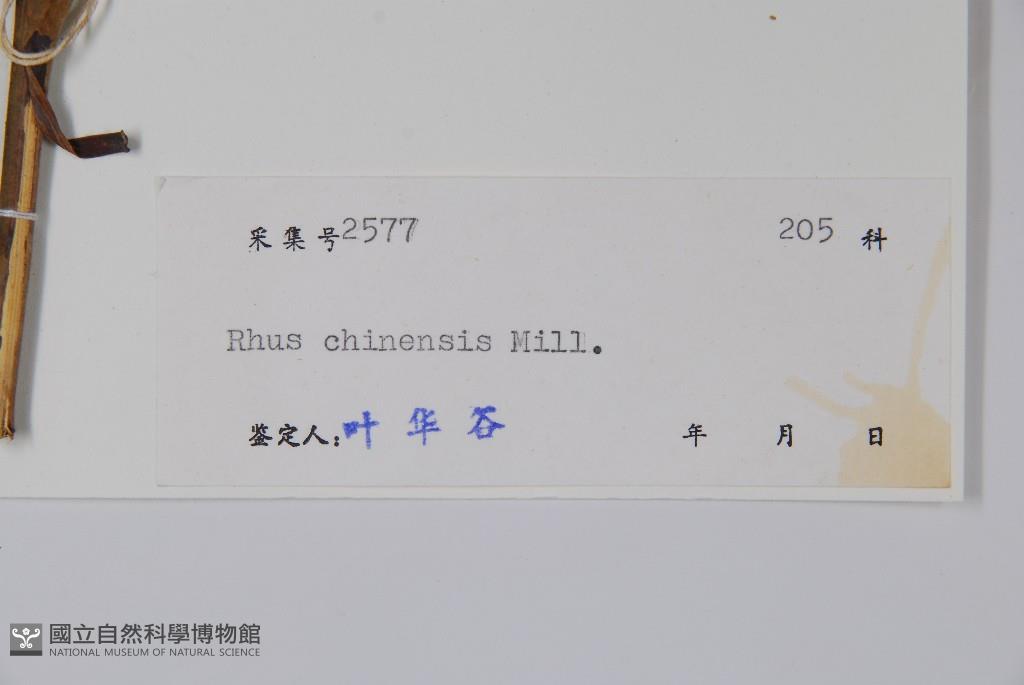 采集号2577 205 科
Rhus chinensis Mill.
鉴定人:叶华谷 年 月 日
國立自然科學博物館
NATIONAL MUSEUM OF NATURAL SCIENCE